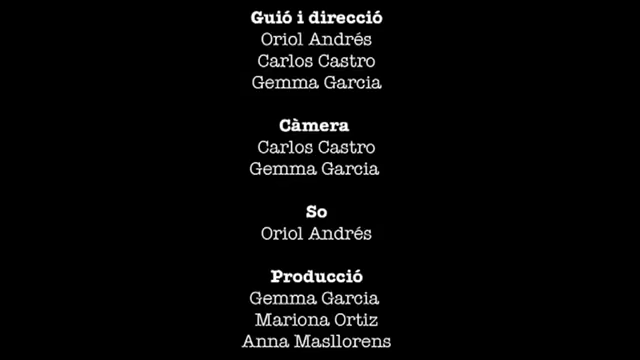 Guió i direcció
Oriol Andrés
Carlos Castro
Gemma Garcia
Càmera
Carlos Castro
Gemma Garcia
So
Oriol Andrés
Producció
Gemma Garcia
Mariona Ortiz
Anna Masllorens